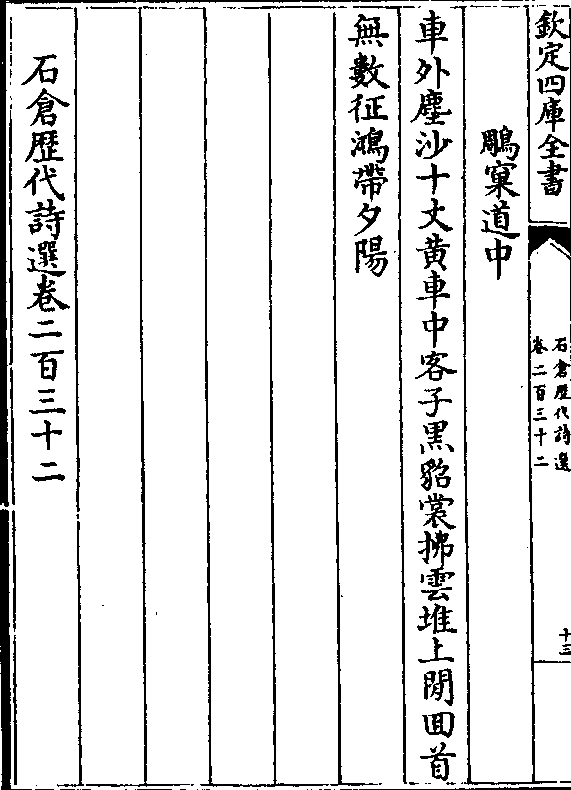 欽定四庫全書
石倉歴代詩選
卷二百三十二
十三
鵰窠道中
車外塵沙十丈黄車中客子黒貂裳拂雲堆上閒囬首
無數征鴻帶夕陽
石倉歴代詩選卷二百三十二